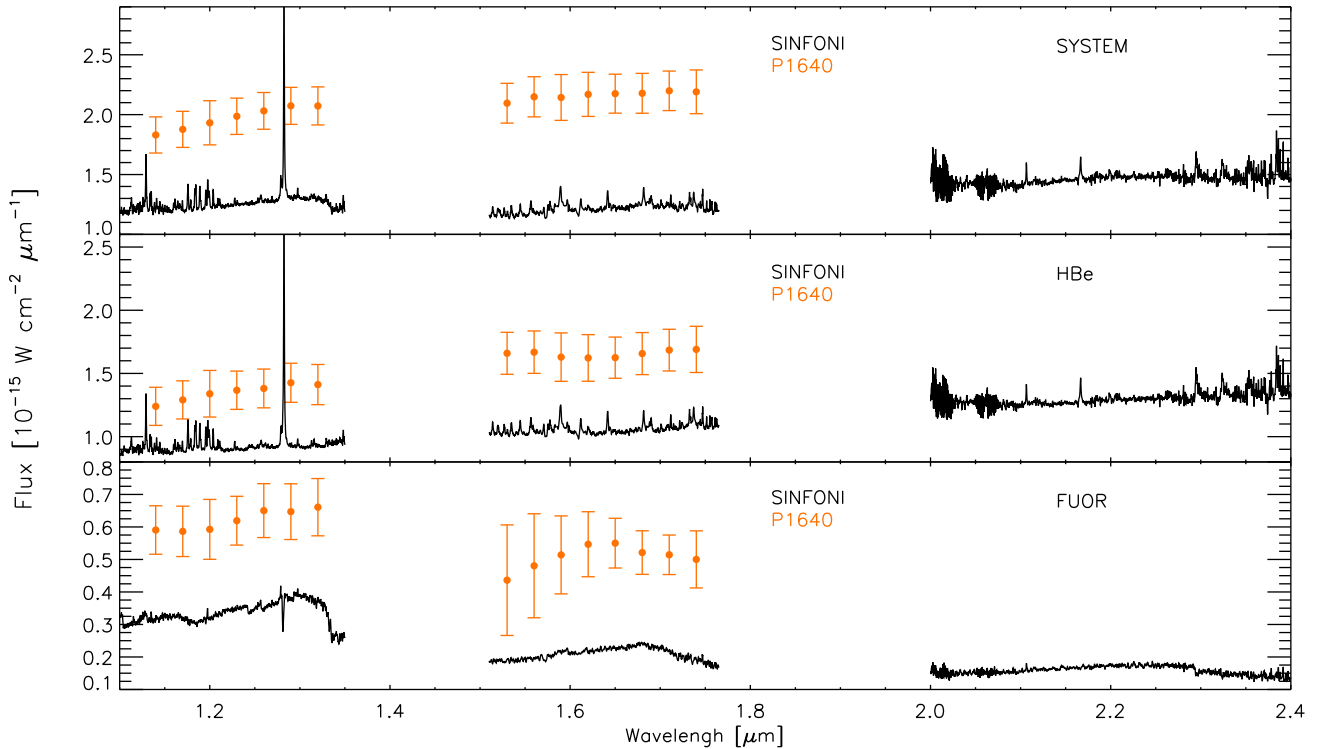 SINFONI
P1640
SYSTEM
2.5
2.0
1.5
1.0
SINFONI
P1640
HBe
2.5
2.0
1.5
1.0
SINFONI
P1640
FUOR
0.8
0.7
0.6
0.5
0.4
0.3
0.2
0.1
Flux [10⁻¹⁵ W cm⁻² μm⁻¹]
1.2
1.4
1.6
1.8
2.0
2.2
2.4
Wavelengh [μm]